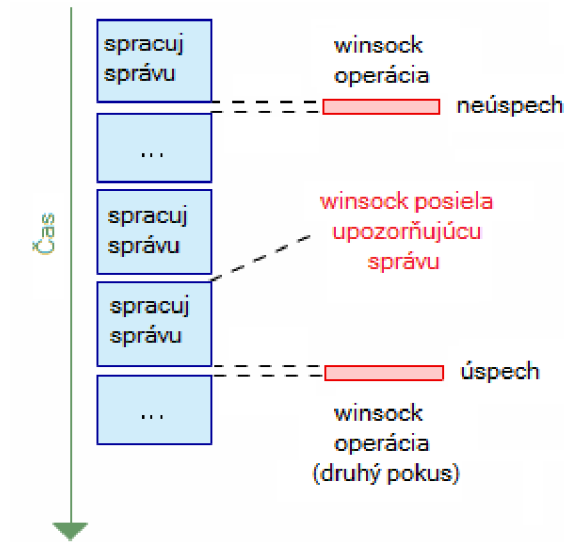 spracuj
správu
winsock
operácia
neúspech
...
Čas
spracuj
správu
winsock posiela
upozorňujúcu
správu
spracuj
správu
úspech
...
winsock
operácia
(druhý pokus)